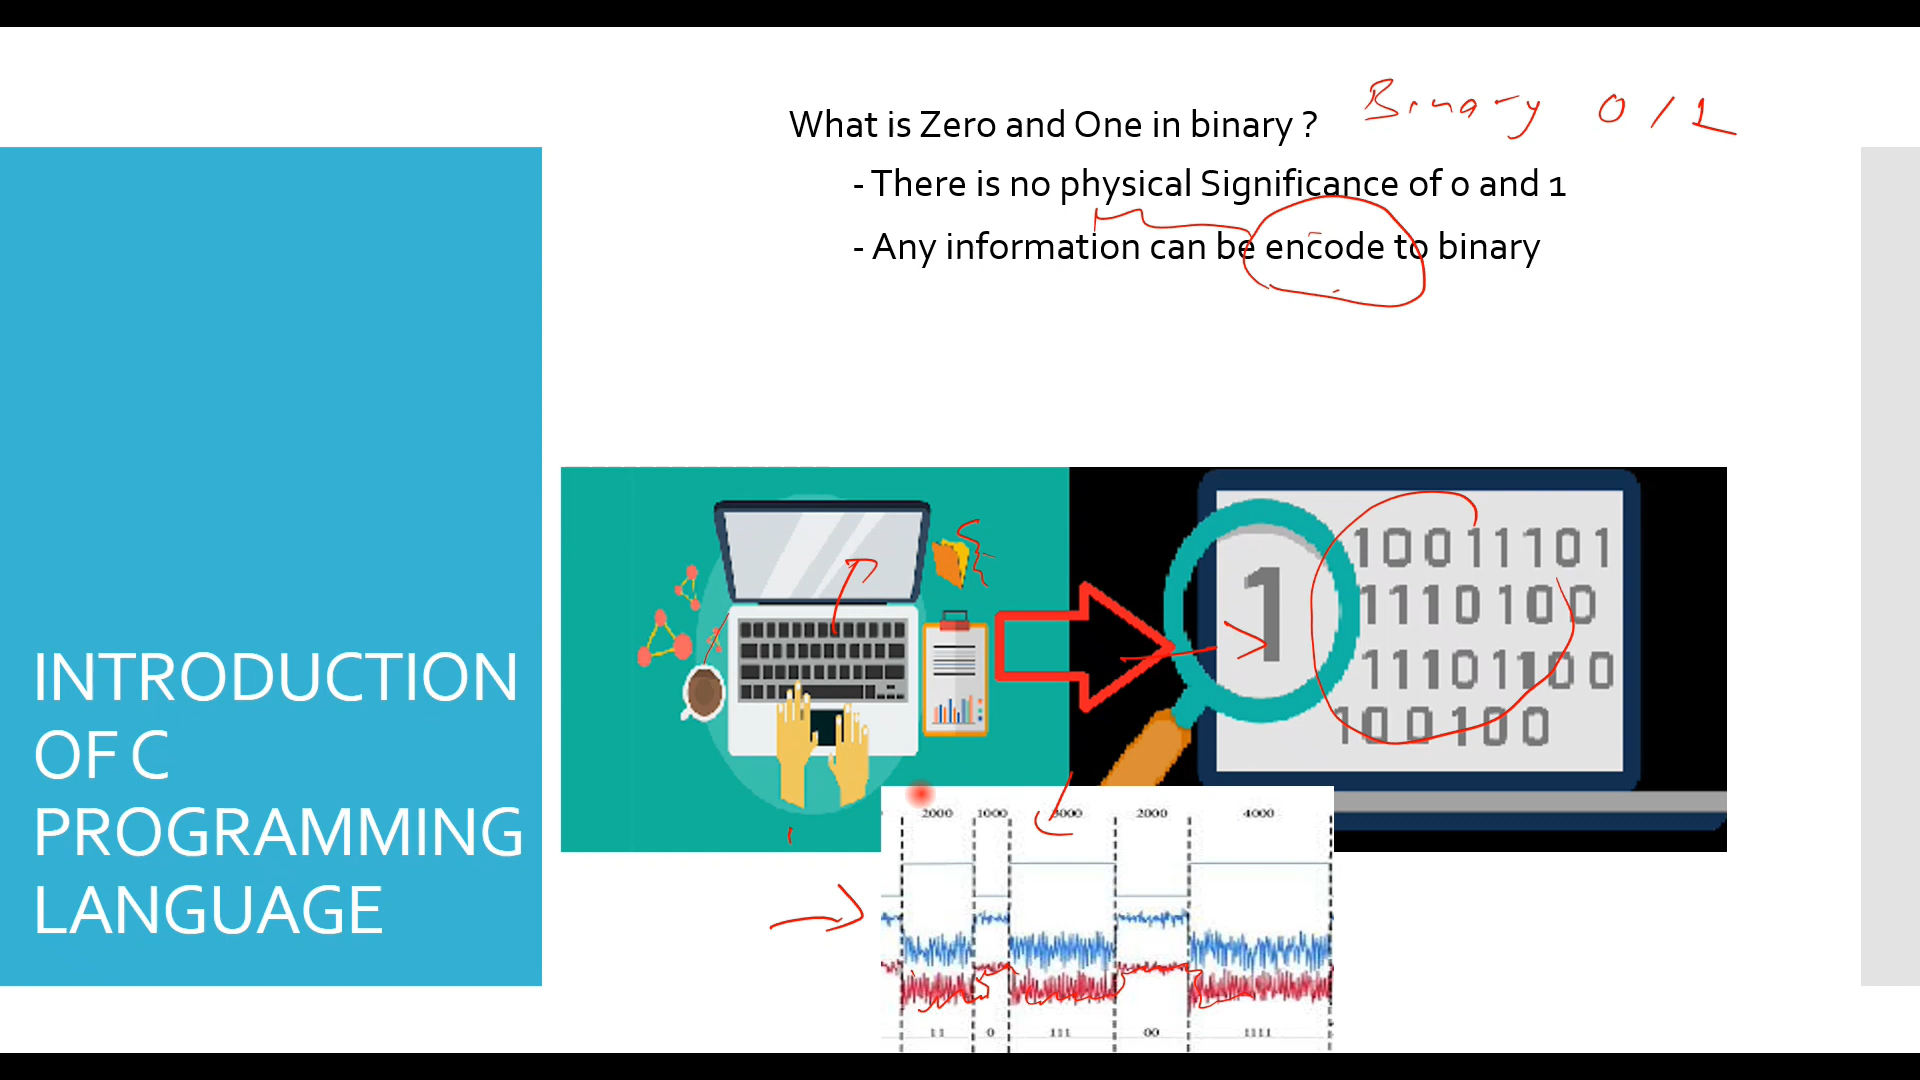 What is Zero and One in binary ?
Binary 0/1
- There is no physical Significance of 0 and 1
- Any information can be encode to binary
INTRODUCTION
OF C
PROGRAMMING
LANGUAGE
1
10011101
1110100
11101100
100100
2000 1000 3000 2000 4000
11 0 111 00 1111